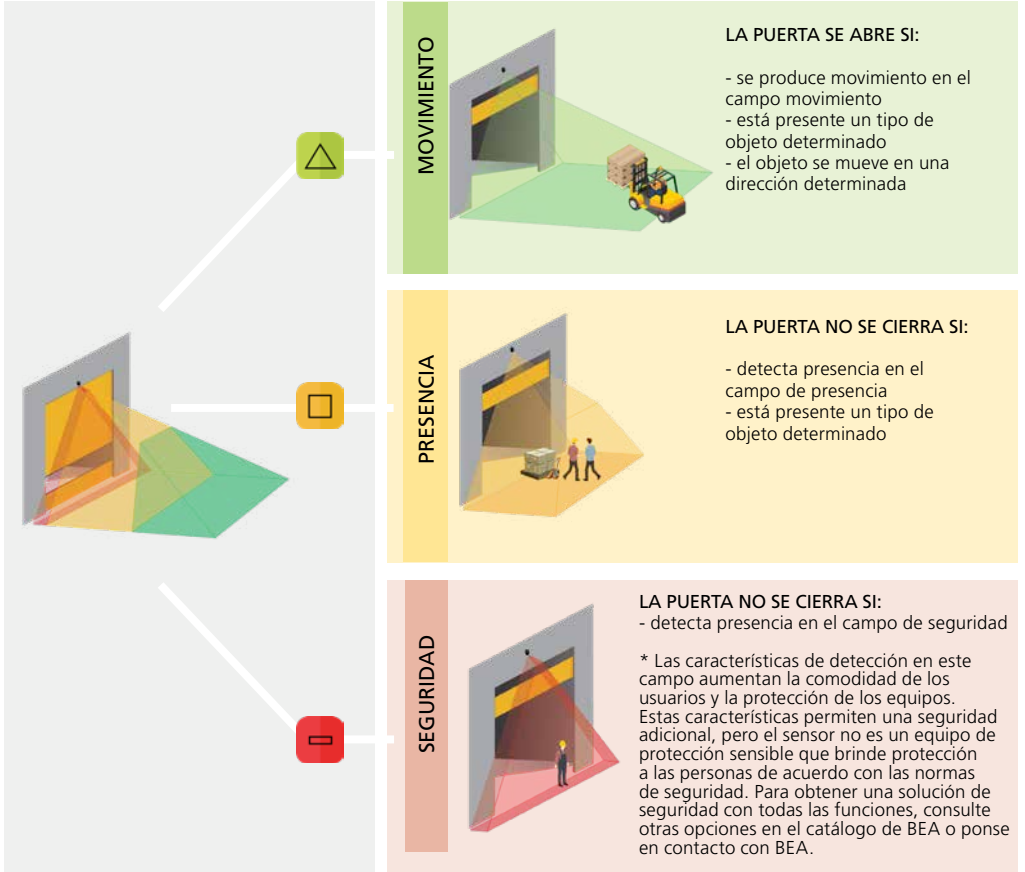 MOVIMIENTO
LA PUERTA SE ABRE SI:
- se produce movimiento en el
campo movimiento
- está presente un tipo de
objeto determinado
- el objeto se mueve en una
dirección determinada
PRESENCIA
LA PUERTA NO SE CIERRA SI:
- detecta presencia en el
campo de presencia
- está presente un tipo de
objeto determinado
SEGURIDAD
LA PUERTA NO SE CIERRA SI:
- detecta presencia en el campo de seguridad
* Las características de detección en este
campo aumentan la comodidad de los
usuarios y la protección de los equipos.
Estas características permiten una seguridad
adicional, pero el sensor no es un equipo de
protección sensible que brinde protección
a las personas de acuerdo con las normas
de seguridad. Para obtener una solución de
seguridad con todas las funciones, consulte
otras opciones en el catálogo de BEA o ponse
en contacto con BEA.